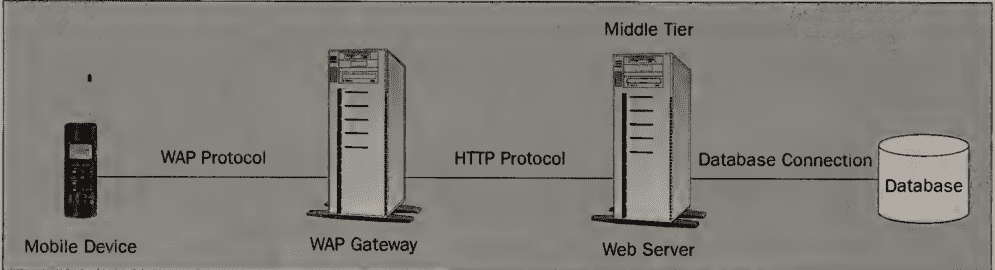 Middle Tier
WAP Protocol
HTTP Protocol
Database Connection
Database
Mobile Device
WAP Gateway
Web Server